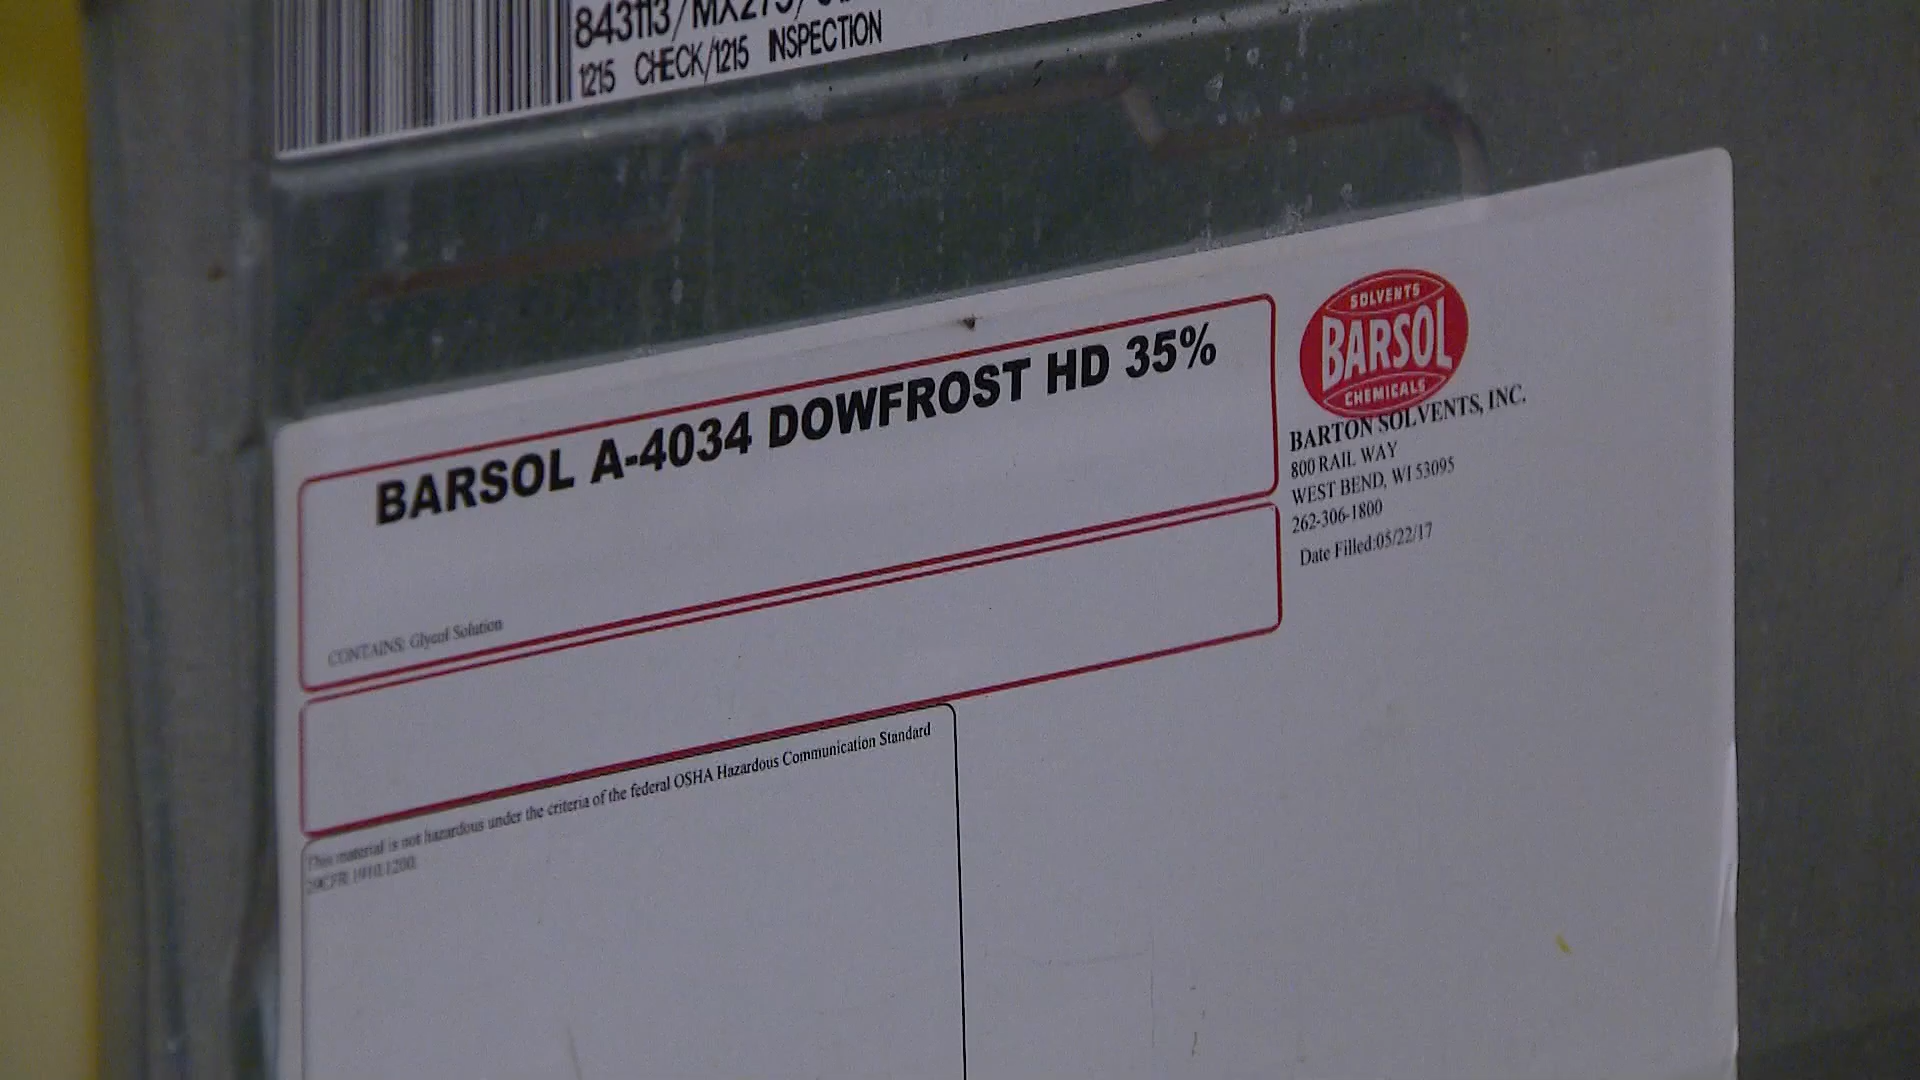 1215 CHECK/1215 INSPECTION
BARSOL A-4034 DOWFROST HD 35%
CONTAINS: Glycol Solution
SOLVENTS
BARSOL
CHEMICALS
BARTON SOLVENTS, INC.
800 RAIL WAY
WEST BEND, WI 53095
262-306-1800
Date Filled:05/22/17
This material is not hazardous under the criteria of the federal OSHA Hazardous Communication Standard
29CFR 1910.1200.